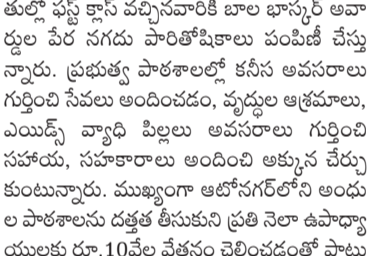 తుల్లో ఫస్ట్ క్లాస్ వచ్చినవారికి బాల భాస్కర్ అవా
ర్డుల పేర నగదు పారితోషికాలు పంపిణీ చేస్తు
న్నారు. ప్రభుత్వ పాఠశాలల్లో కనీస అవసరాలు
గుర్తించి సేవలు అందించడం, వృద్ధుల ఆశ్రమాలు,
ఎయిడ్స్ వ్యాధి పిల్లలు అవసరాలు గుర్తించి
సహాయ, సహకారాలు అందించి అక్కున చేర్చు
కుంటున్నారు. ముఖ్యంగా ఆటోనగర్‌లోని అంధు
ల పాఠశాలను దత్తత తీసుకుని ప్రతి నెలా ఉపాధ్యా
యులకు రూ.10వేల వేతనం చెల్లించడంతో పాటు